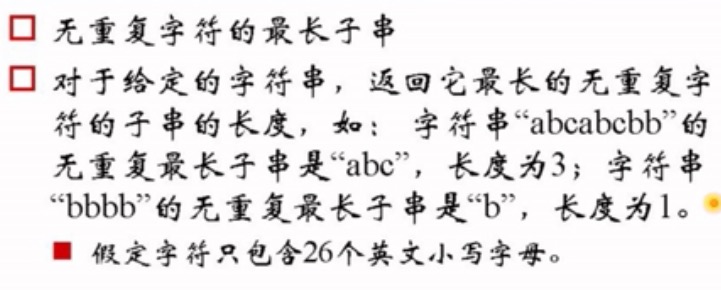 无重复字符的最长子串
对于给定的字符串，返回它最长的无重复字
符的子串的长度，如： 字符串“abcabcbb”的
无重复最长子串是“abc”，长度为3；字符串
“bbbb”的无重复最长子串是“b”，长度为1。
假定字符只包含26个英文小写字母。